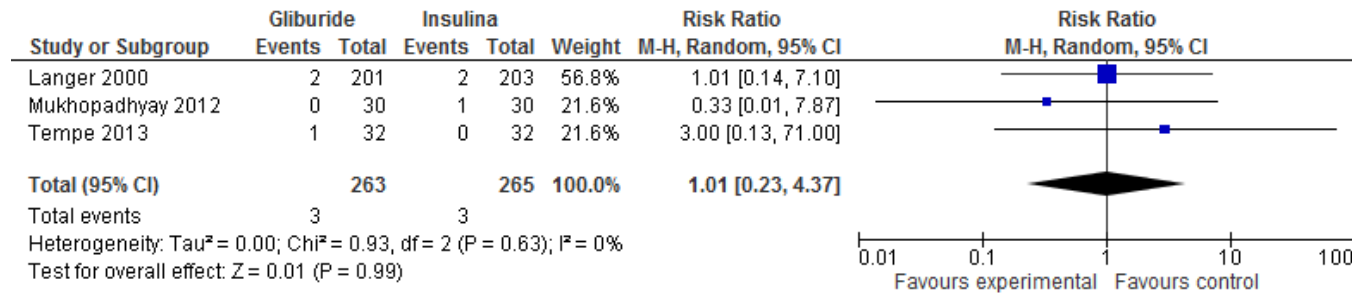 Gliburide Insulina Risk Ratio Risk Ratio
Study or Subgroup Events Total Events Total Weight M-H, Random, 95% CI M-H, Random, 95% CI
Langer 2000 2 201 2 203 56.8% 1.01 [0.14, 7.10]
Mukhopadhyay 2012 0 30 1 30 21.6% 0.33 [0.01, 7.87]
Tempe 2013 1 32 0 32 21.6% 3.00 [0.13, 71.00]
Total (95% CI) 263 265 100.0% 1.01 [0.23, 4.37]
Total events 3 3
Heterogeneity: Tau² = 0.00; Chi² = 0.93, df = 2 (P = 0.63); I² = 0%
Test for overall effect: Z = 0.01 (P = 0.99)
0.01 0.1 1 10 100
Favours experimental Favours control